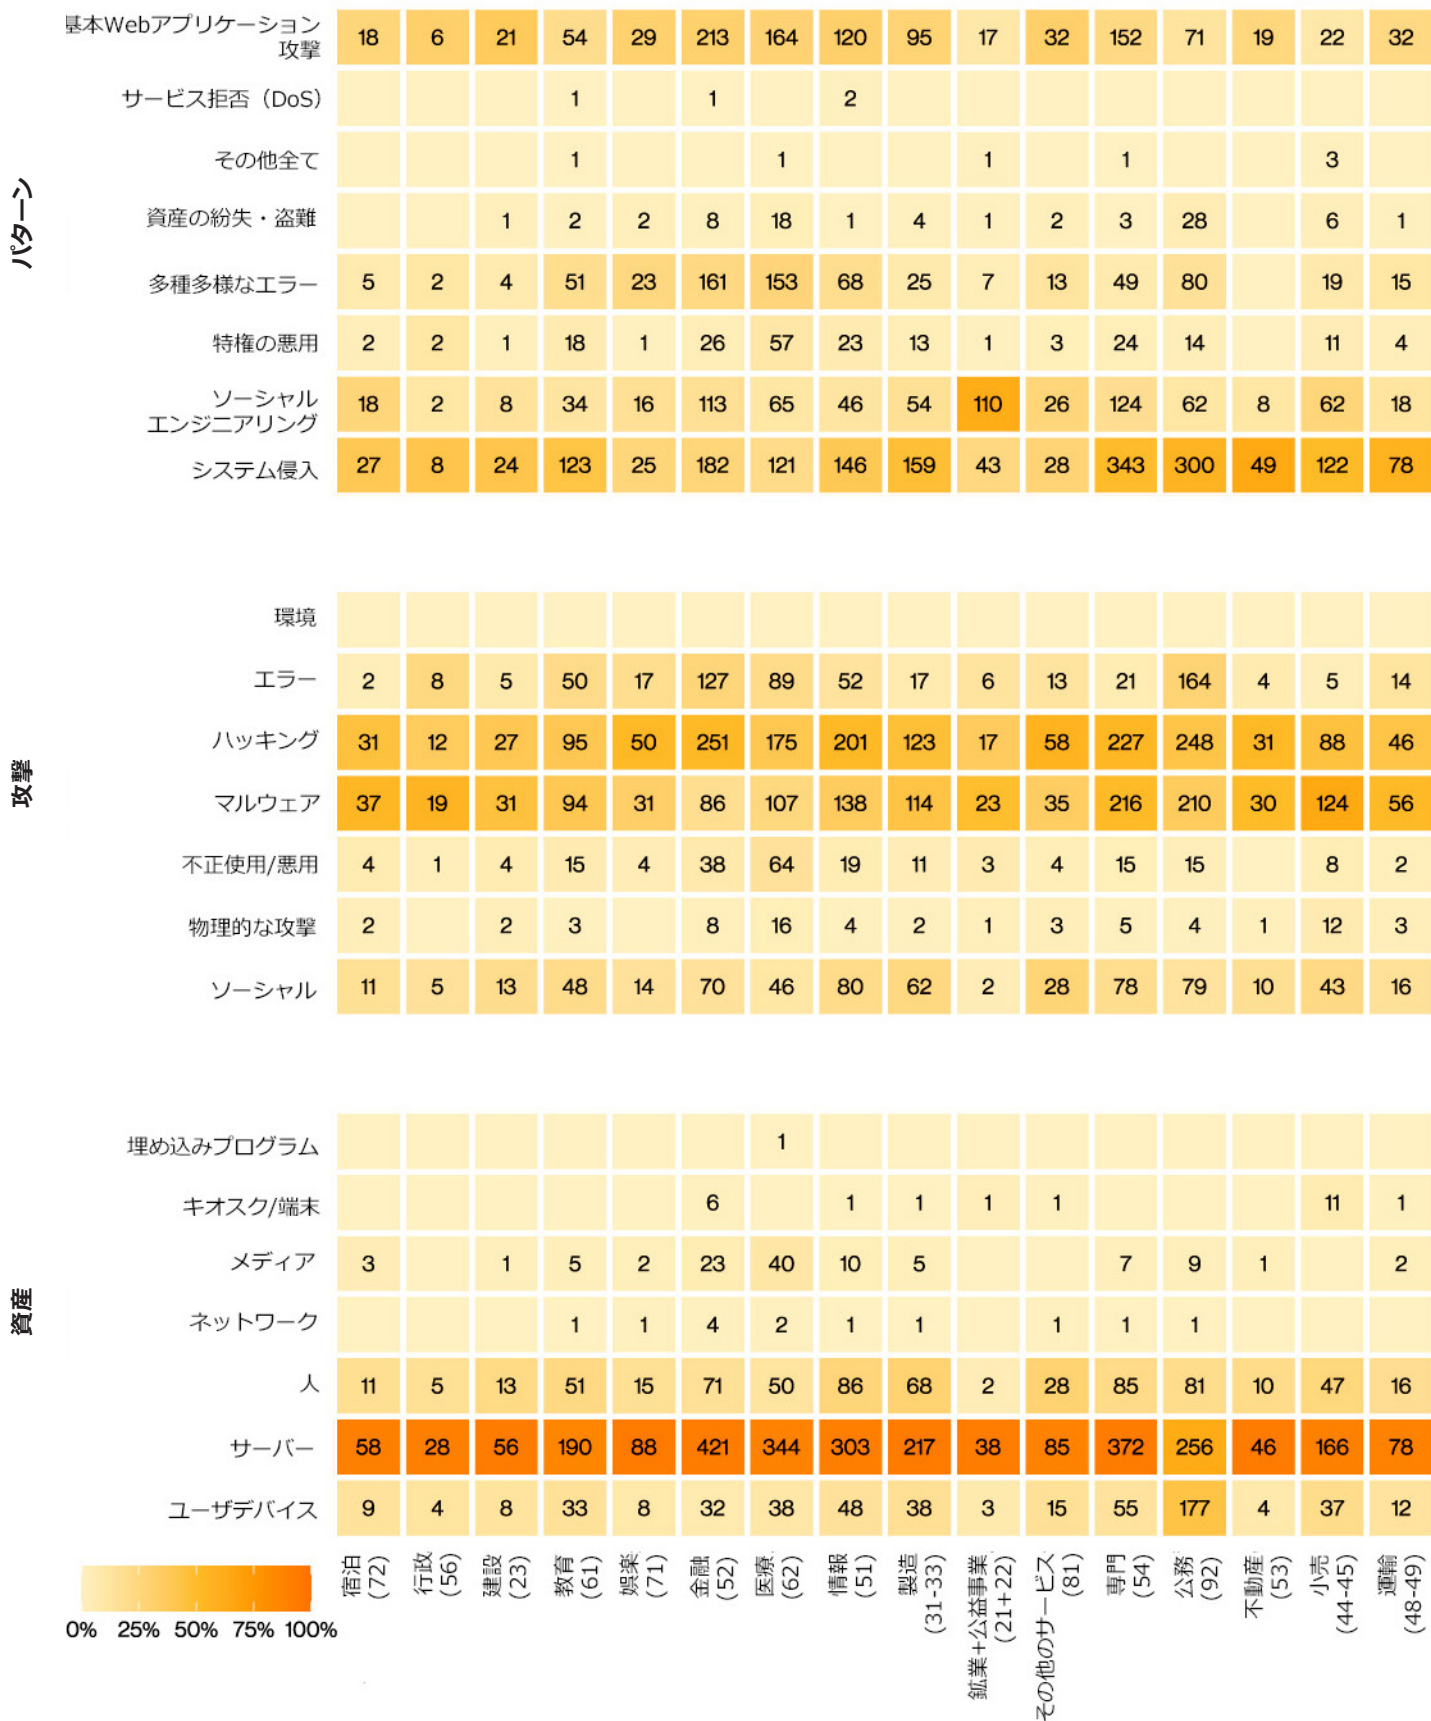 パターン
基本Webアプリケーション
攻撃
18 6 21 54 29 213 164 120 95 17 32 152 71 19 22 32
サービス拒否（DoS）
1 1 2
その他全て
1 1 1 1 3
資産の紛失・盗難
1 2 2 8 18 1 4 1 2 3 28 6 1
多種多様なエラー
5 2 4 51 23 161 153 68 25 7 13 49 80 19 15
特権の悪用
2 2 1 18 1 26 57 23 13 1 3 24 14 11 4
ソーシャル
エンジニアリング
18 2 8 34 16 113 65 46 54 110 26 124 62 8 62 18
システム侵入
27 8 24 123 25 182 121 146 159 43 28 343 300 49 122 78
攻撃
環境
エラー
2 8 5 50 17 127 89 52 17 6 13 21 164 4 5 14
ハッキング
31 12 27 95 50 251 175 201 123 17 58 227 248 31 88 46
マルウェア
37 19 31 94 31 86 107 138 114 23 35 216 210 30 124 56
不正使用/悪用
4 1 4 15 4 38 64 19 11 3 4 15 15 8 2
物理的な攻撃
2 2 3 8 16 4 2 1 3 5 4 1 12 3
ソーシャル
11 5 13 48 14 70 46 80 62 2 28 78 79 10 43 16
資産
埋め込みプログラム
1
キオスク/端末
6 1 1 1 1 11 1
メディア
3 1 5 2 23 40 10 5 7 9 1 2
ネットワーク
1 1 4 2 1 1 1 1 1
人
11 5 13 51 15 71 50 86 68 2 28 85 81 10 47 16
サーバー
58 28 56 190 88 421 344 303 217 38 85 372 256 46 166 78
ユーザデバイス
9 4 8 33 8 32 38 48 38 3 15 55 177 4 37 12
0% 25% 50% 75% 100%
宿泊
(72)
行政
(56)
建設
(23)
教育
(61)
娯楽
(71)
金融
(52)
医療
(62)
情報
(51)
製造
(31-33)
鉱業+公益事業
(21+22)
その他のサービス
(81)
専門
(54)
公務
(92)
不動産
(53)
小売
(44-45)
運輸
(48-49)